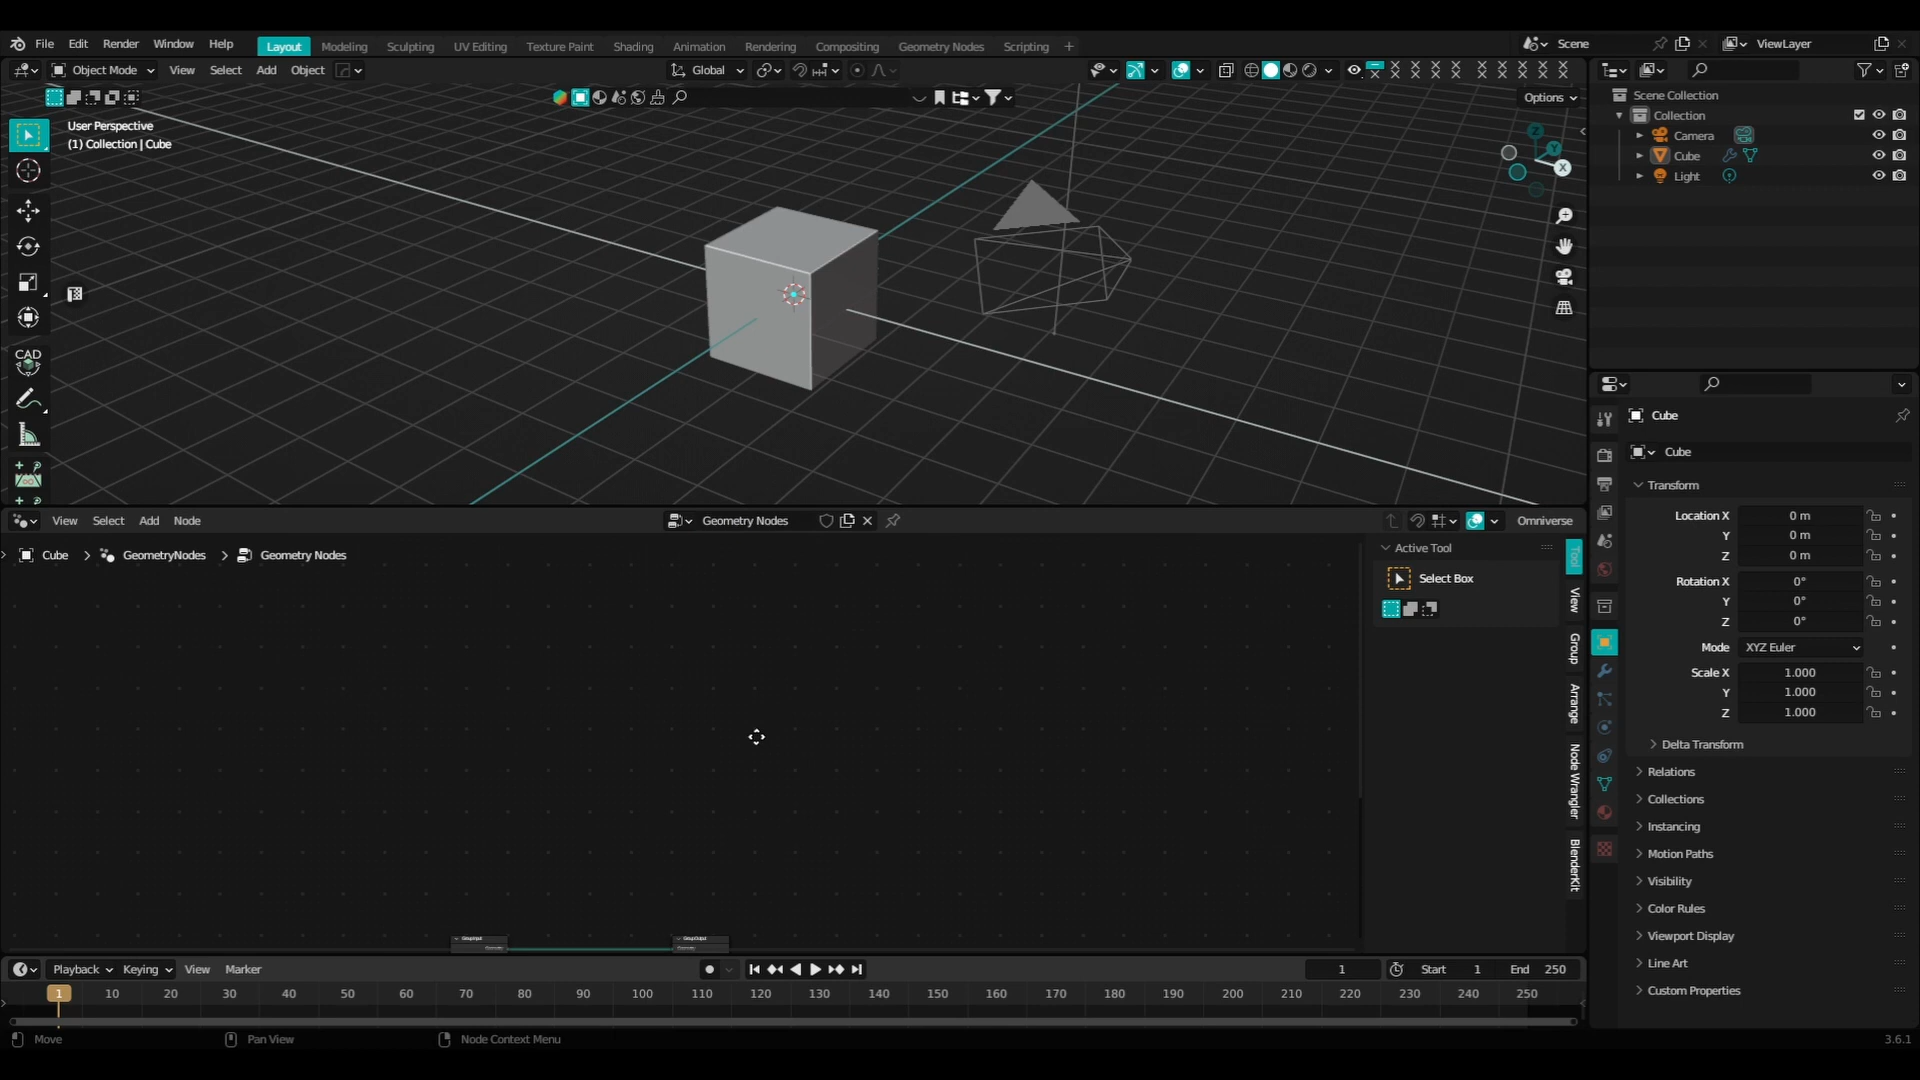 File Edit Render Window Help Layout Modeling Sculpting UV Editing Texture Paint Shading Animation Rendering Compositing Geometry Nodes Scripting + Scene ViewLayer
Object Mode View Select Add Object Global
Options
User Perspective
(1) Collection | Cube
Z
Y
X
CAD
Scene Collection
Collection
Camera
Cube
Light
Cube
Cube
Transform
Location X 0 m
Y 0 m
Z 0 m
Rotation X 0°
Y 0°
Z 0°
Mode XYZ Euler
Scale X 1.000
Y 1.000
Z 1.000
Delta Transform
Relations
Collections
Instancing
Motion Paths
Visibility
Color Rules
Viewport Display
Line Art
Custom Properties
View Select Add Node Geometry Nodes Omniverse
Cube > GeometryNodes > Geometry Nodes
Active Tool
Select Box
Tool
View
Group
Arrange
Node Wrangler
BlenderKit
Group Input
Group Output
Playback Keying View Marker 1 Start 1 End 250
1 10 20 30 40 50 60 70 80 90 100 110 120 130 140 150 160 170 180 190 200 210 220 230 240 250
Move Pan View Node Context Menu 3.6.1